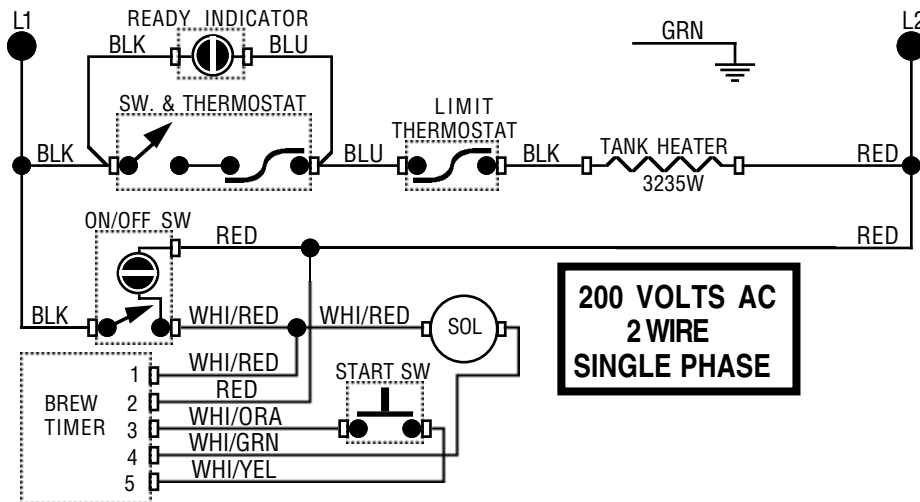 L1
READY INDICATOR
L2
BLK
BLU
GRN
SW. & THERMOSTAT
LIMIT
THERMOSTAT
BLK
BLU
BLK
TANK HEATER
RED
3235W
ON/OFF SW
RED
RED
BLK
WHI/RED
WHI/RED
SOL
200 VOLTS AC
2 WIRE
SINGLE PHASE
BREW
TIMER
1
WHI/RED
START SW
2
RED
3
WHI/ORA
4
WHI/GRN
5
WHI/YEL